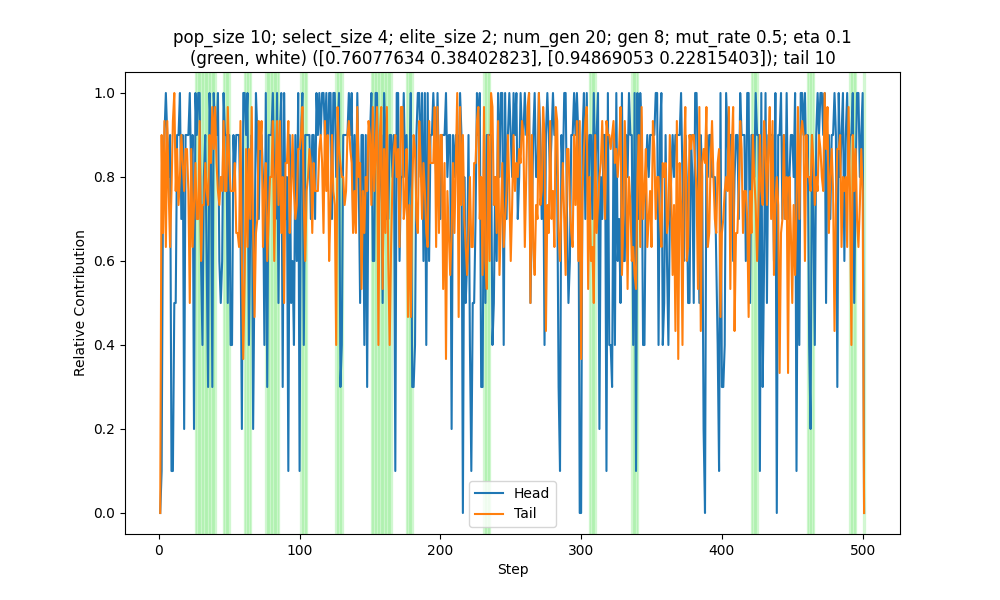 pop_size 10; select_size 4; elite_size 2; num_gen 20; gen 8; mut_rate 0.5; eta 0.1
(green, white) ([0.76077634 0.38402823], [0.94869053 0.22815403]); tail 10
1.0
0.8
0.6
0.4
0.2
0.0
Relative Contribution
Head
Tail
0
100
200
300
400
500
Step